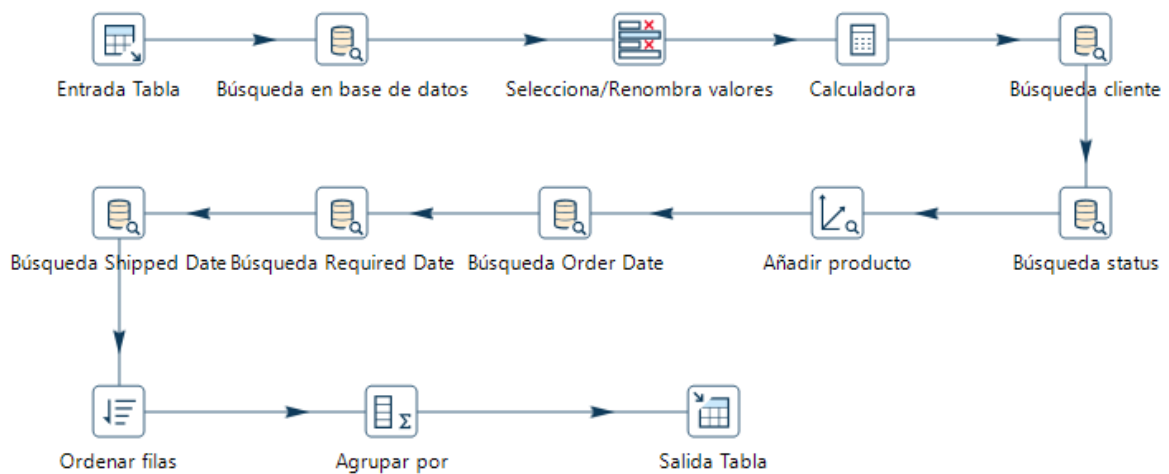 Entrada Tabla
Búsqueda en base de datos
Selecciona/Renombra valores
Calculadora
Búsqueda cliente
Búsqueda Shipped Date
Búsqueda Required Date
Búsqueda Order Date
Añadir producto
Búsqueda status
Ordenar filas
Agrupar por
Salida Tabla